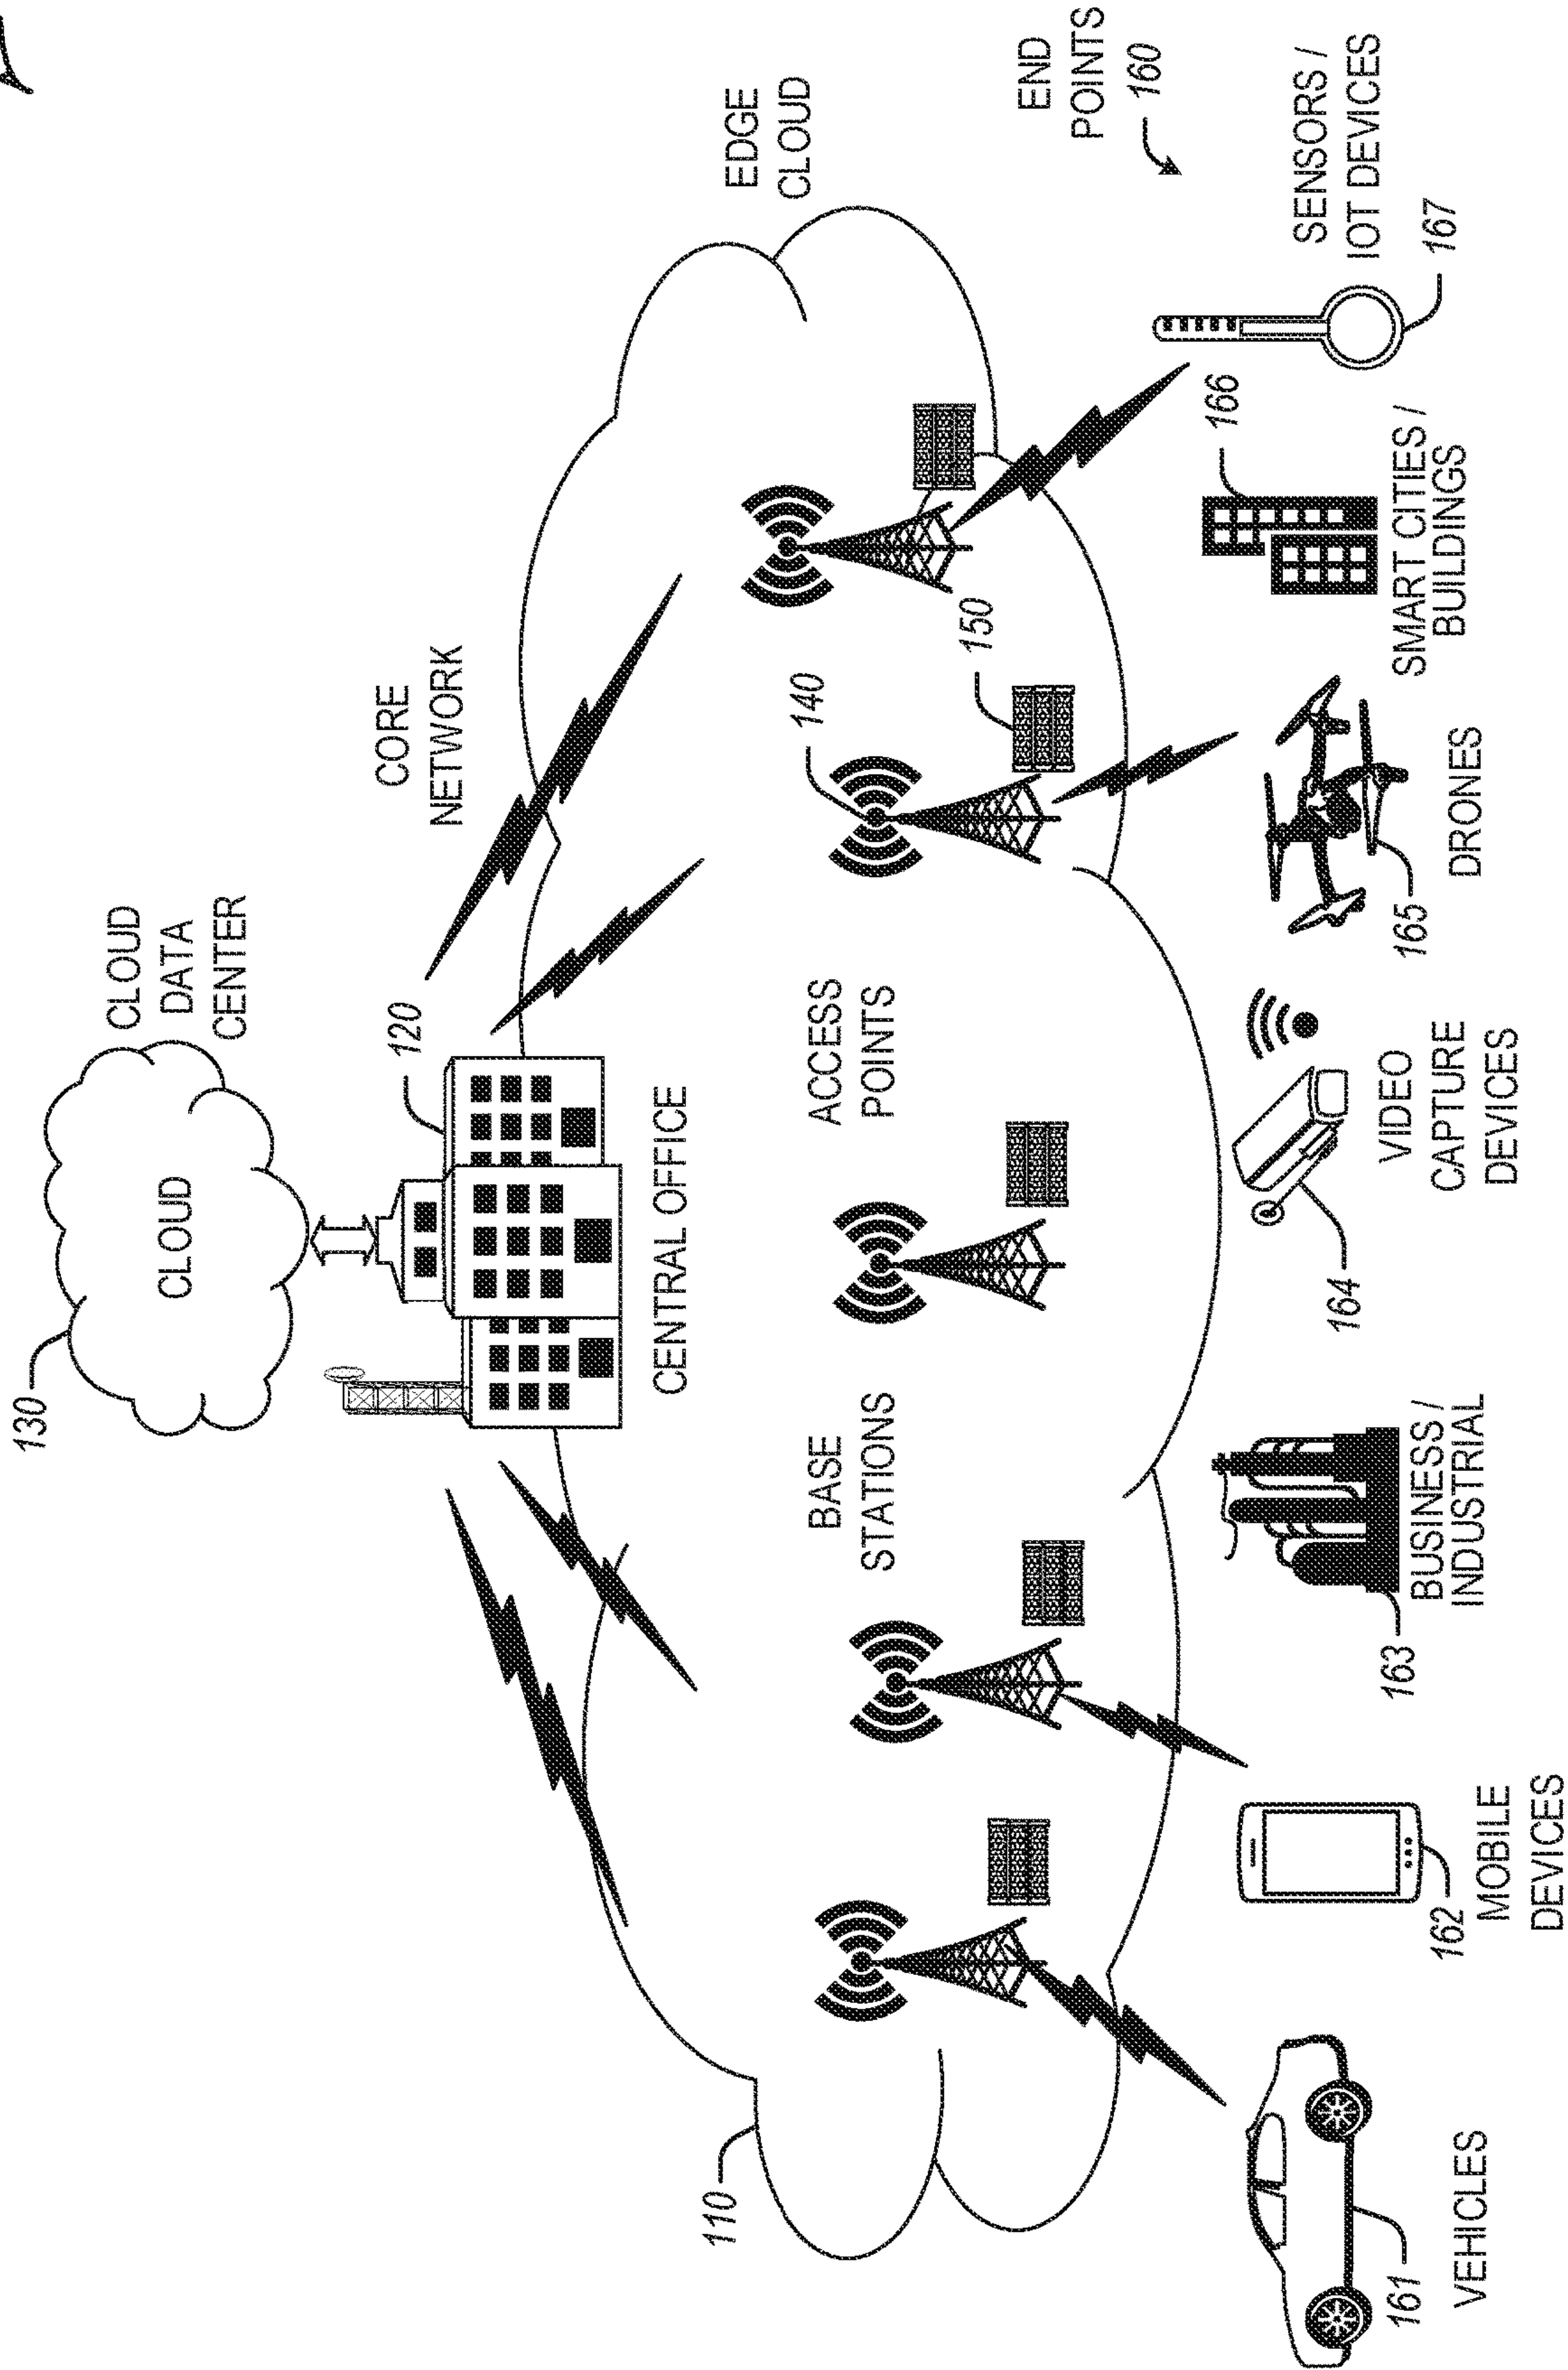 130
CLOUD
CLOUD
DATA
CENTER
120
CENTRAL OFFICE
CORE
NETWORK
EDGE
CLOUD
110
BASE
STATIONS
ACCESS
POINTS
140
150
END
POINTS
160
161
VEHICLES
162
MOBILE
DEVICES
163
BUSINESS /
INDUSTRIAL
164
VIDEO
CAPTURE
DEVICES
165
DRONES
166
SMART CITIES /
BUILDINGS
SENSORS /
IOT DEVICES
167